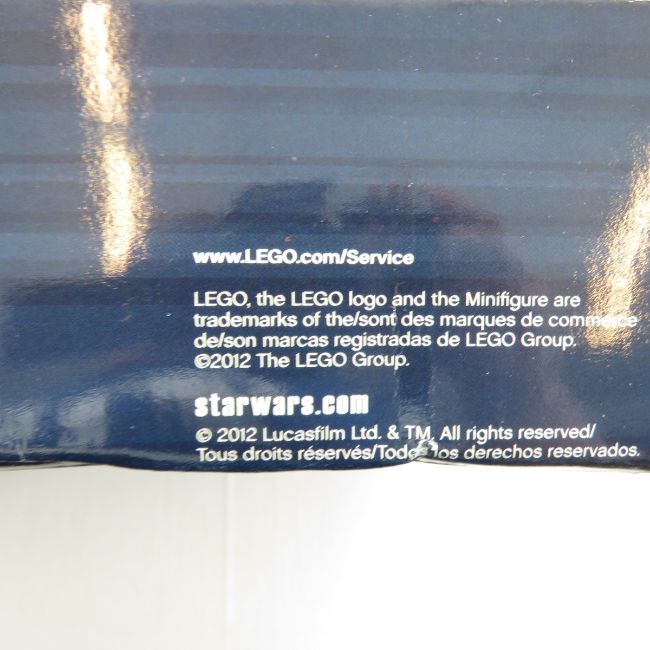 www.LEGO.com/Service
LEGO, the LEGO logo and the Minifigure are
trademarks of the/sont des marques de commerce
de/son marcas registradas de LEGO Group.
©2012 The LEGO Group.
starwars.com
© 2012 Lucasfilm Ltd. & TM. All rights reserved/
Tous droits réservés/Todos los derechos reservados.